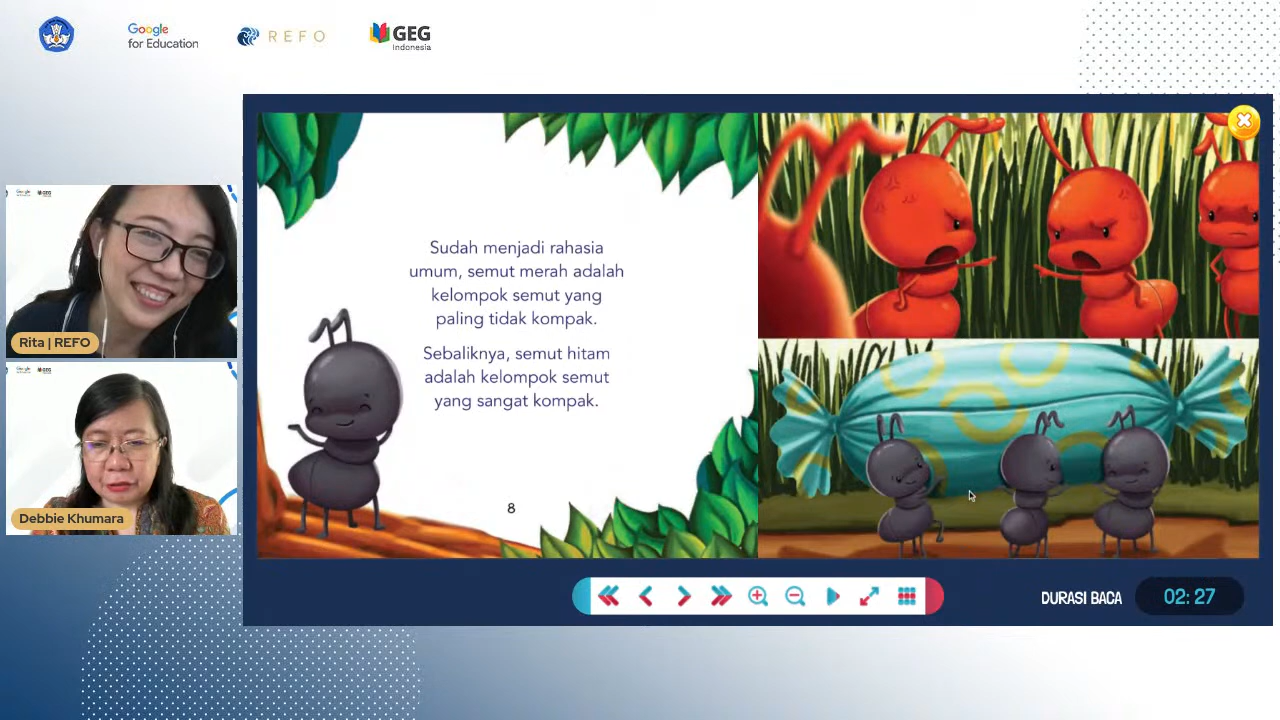 Google
for Education
REFO
GEG
Indonesia
Rita | REFO
Debbie Khumara
Sudah menjadi rahasia
umum, semut merah adalah
kelompok semut yang
paling tidak kompak.
Sebaliknya, semut hitam
adalah kelompok semut
yang sangat kompak.
8
DURASI BACA
02: 27